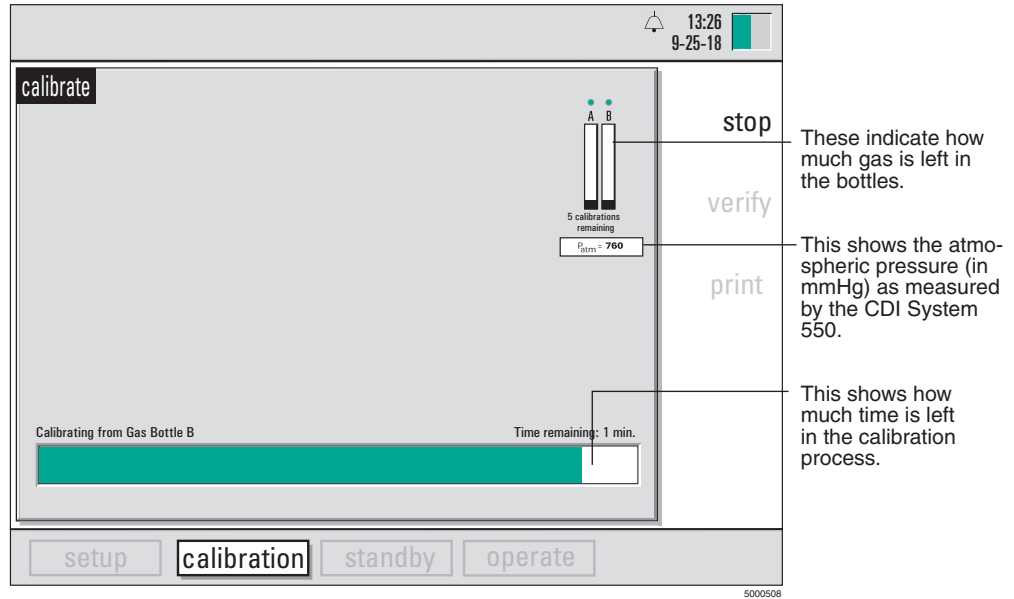 13:26
9-25-18
calibrate
A B
5 calibrations
remaining
Patm = 760
stop
verify
print
These indicate how
much gas is left in
the bottles.
This shows the atmo-
spheric pressure (in
mmHg) as measured
by the CDI System
550.
This shows how
much time is left
in the calibration
process.
Calibrating from Gas Bottle B
Time remaining: 1 min.
setup
calibration
standby
operate
5000508